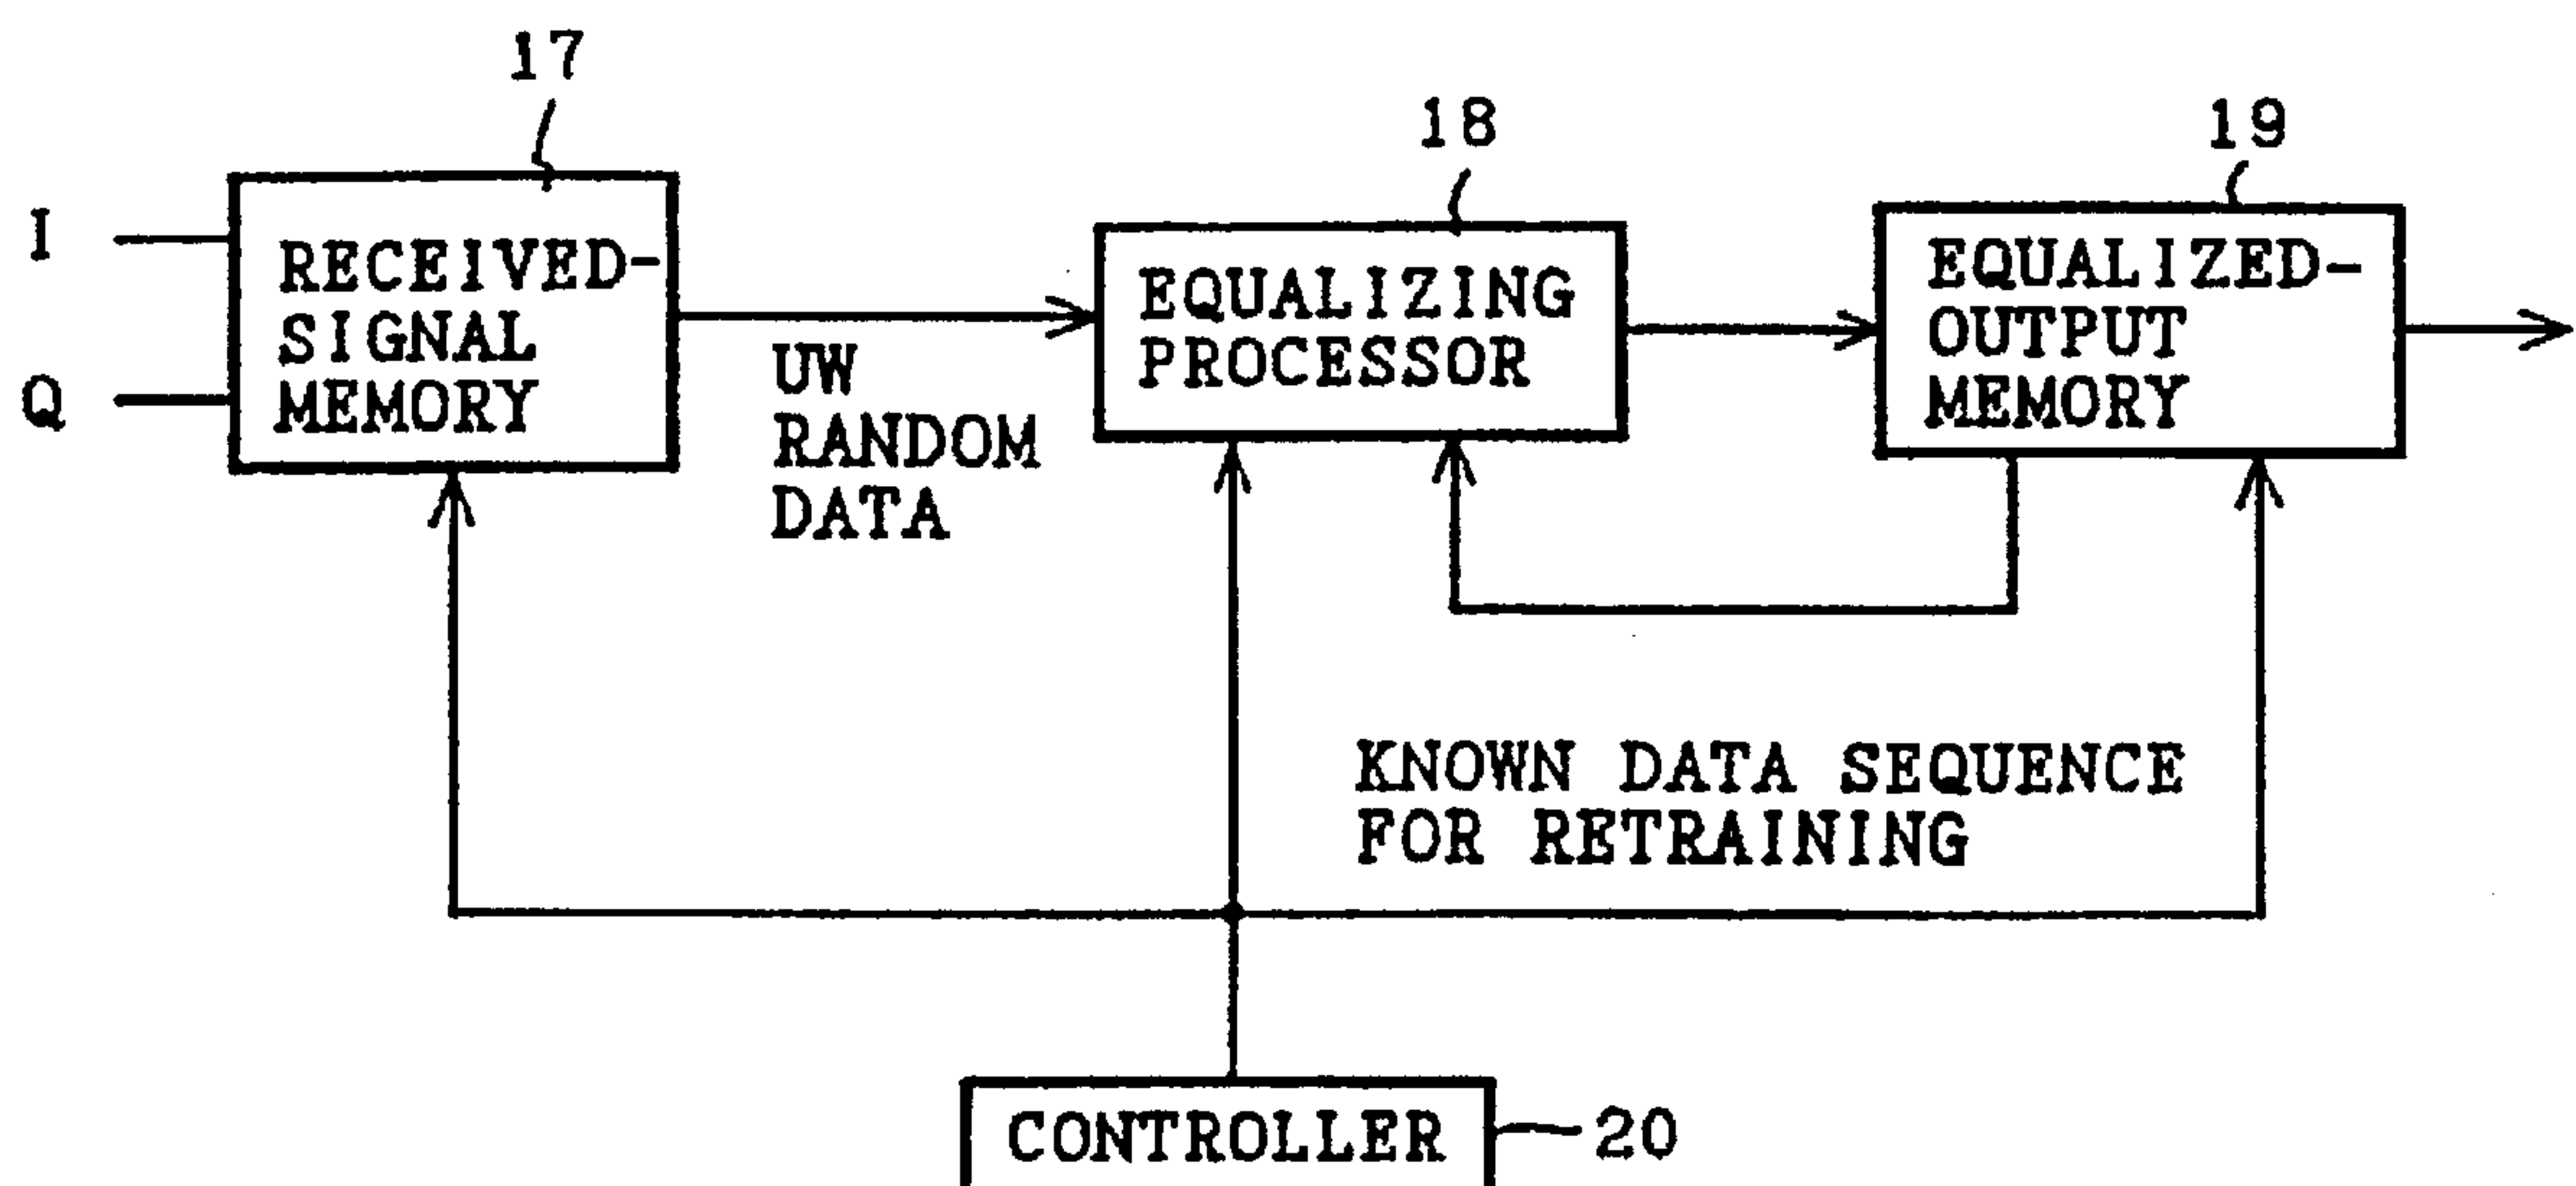 17
18
19
I
Q
RECEIVED-
SIGNAL
MEMORY
UW
RANDOM
DATA
EQUALIZING
PROCESSOR
EQUALIZED-
OUTPUT
MEMORY
KNOWN DATA SEQUENCE
FOR RETRAINING
CONTROLLER
20